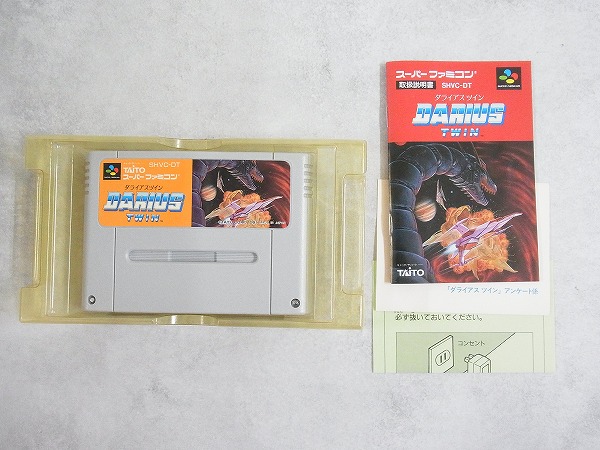 SHVC-DT
TAITO
スーパーファミコン
ダライアスツイン
DARIUS
TWIN
スーパーファミコン
取扱説明書 SHVC-DT
ダライアスツイン
DARIUS
TWIN
TAITO
「ダライアス ツイン」アンケート係
必ず抜いておいてください。
コンセント